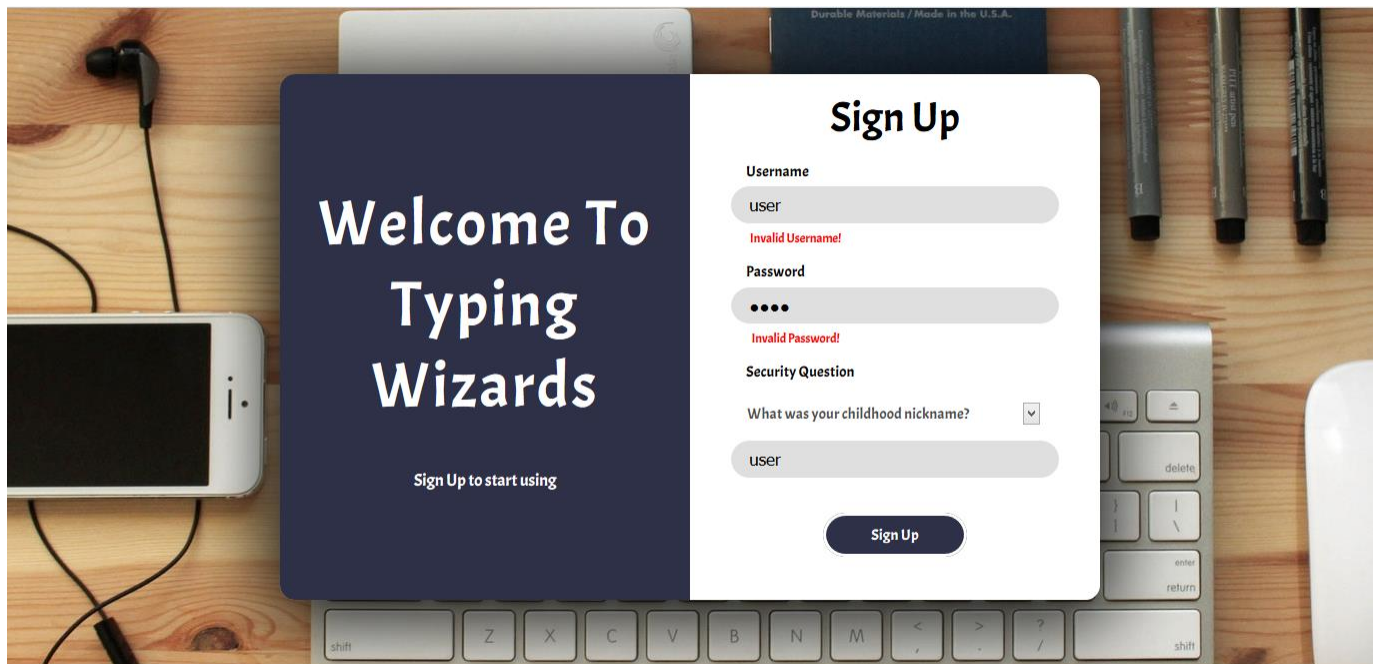 Durable Materials / Made in the U.S.A.
Welcome To
Typing
Wizards
Sign Up to start using
Sign Up
Username
user
Invalid Username!
Password
••••
Invalid Password!
Security Question
What was your childhood nickname?
user
Sign Up
F12
delete
}
]
|
\
enter
return
shift
Z
X
C
V
B
N
M
<
,
>
.
?
/
shift